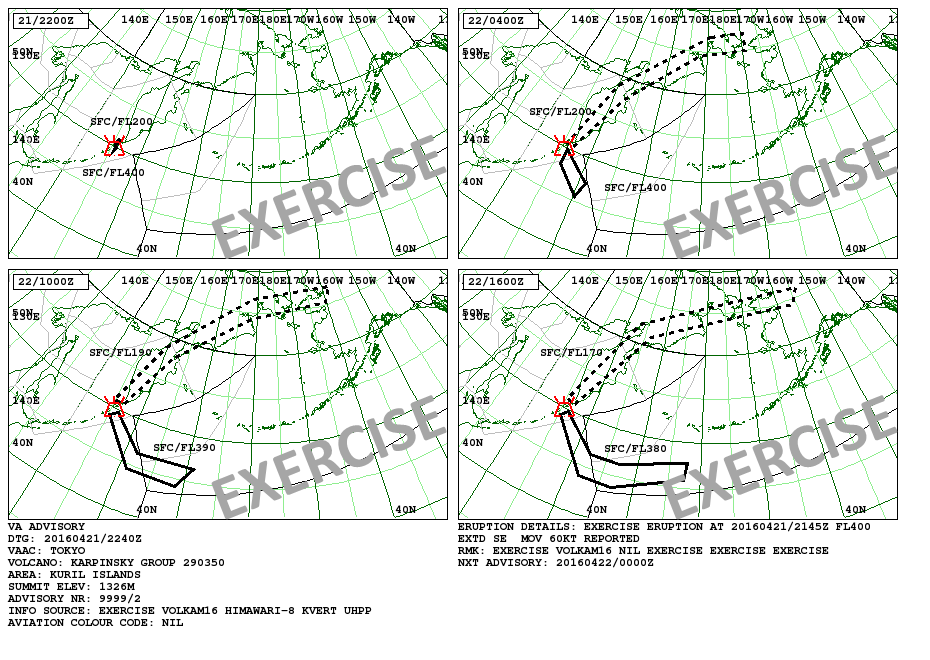 21/2200Z
140E 150E 160E 170E 180E 170W 160W 150W 140W
50N
130E
SFC/FL200
140E
SFC/FL400
40N
EXERCISE
40N 40N
22/0400Z
140E 150E 160E 170E 180E 170W 160W 150W 140W
50N
130E
SFC/FL200
140E
40N
SFC/FL400
EXERCISE
40N 40N
22/1000Z
140E 150E 160E 170E 180E 170W 160W 150W 140W
50N
130E
SFC/FL190
140E
40N
SFC/FL390
EXERCISE
40N
22/1600Z
140E 150E 160E 170E 180E 170W 160W 150W 140W
50N
130E
SFC/FL170
140E
40N
SFC/FL380
EXERCISE
40N
VA ADVISORY
DTG: 20160421/2240Z
VAAC: TOKYO
VOLCANO: KARPINSKY GROUP 290350
AREA: KURIL ISLANDS
SUMMIT ELEV: 1326M
ADVISORY NR: 9999/2
INFO SOURCE: EXERCISE VOLKAM16 HIMAWARI-8 KVERT UHPP
AVIATION COLOUR CODE: NIL
ERUPTION DETAILS: EXERCISE ERUPTION AT 20160421/2145Z FL400
EXTD SE MOV 60KT REPORTED
RMK: EXERCISE VOLKAM16 NIL EXERCISE EXERCISE EXERCISE
NXT ADVISORY: 20160422/0000Z